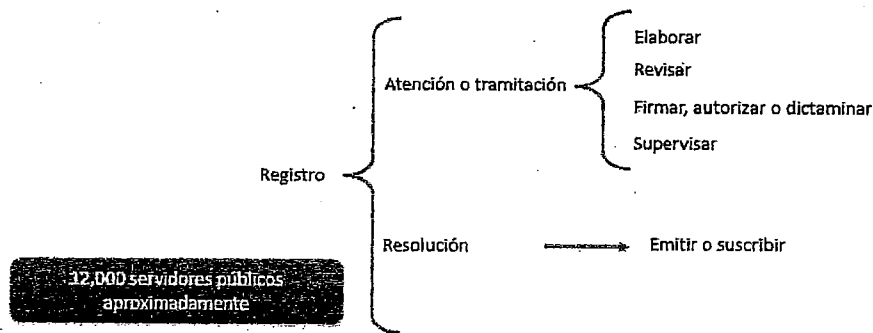 Elaborar
Revisar
Atención o tramitación
Firmar, autorizar o dictaminar
Supervisar
Registro
Resolución
Emitir o suscribir
12,000 servidores públicos
aproximadamente